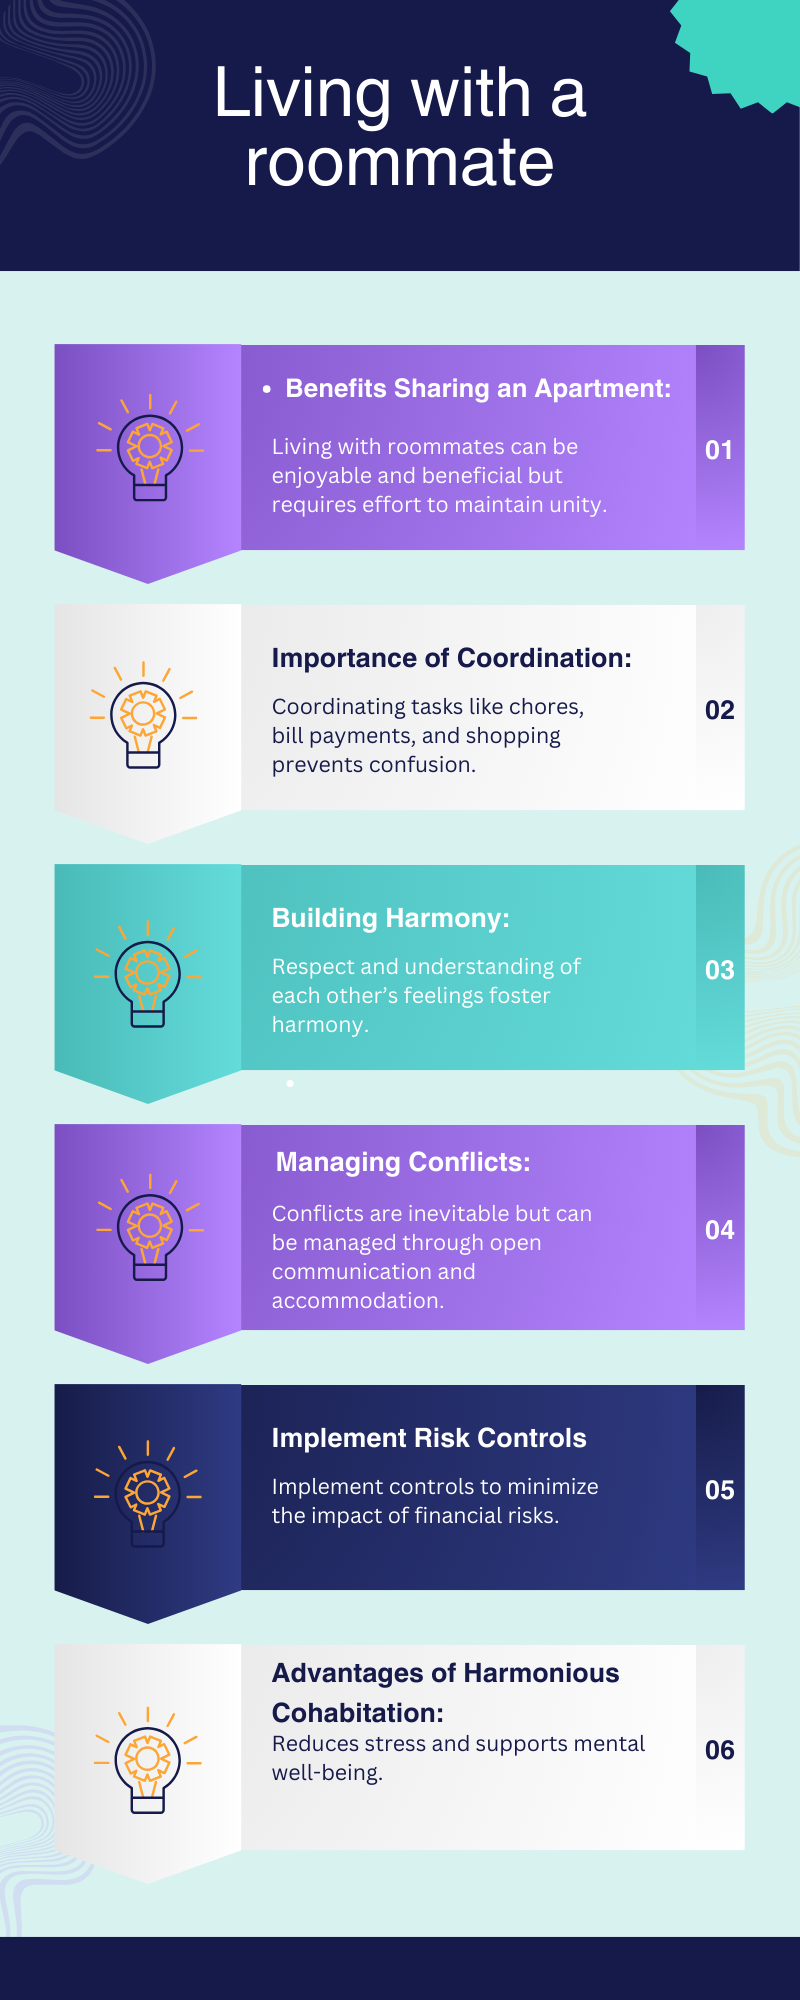 Living with a
roommate
• Benefits Sharing an Apartment:
Living with roommates can be
enjoyable and beneficial but
requires effort to maintain unity.
01
Importance of Coordination:
Coordinating tasks like chores,
bill payments, and shopping
prevents confusion.
02
Building Harmony:
Respect and understanding of
each other’s feelings foster
harmony.
03
•
Managing Conflicts:
Conflicts are inevitable but can
be managed through open
communication and
accommodation.
04
Implement Risk Controls
Implement controls to minimize
the impact of financial risks.
05
Advantages of Harmonious
Cohabitation:
Reduces stress and supports mental
well-being.
06